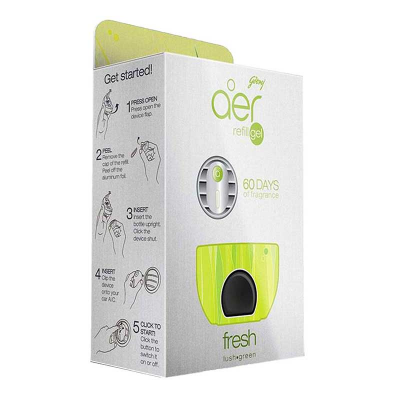 Get started!
1 PRESS OPEN
Press open the
device flap.
2 PEEL
Remove the
cap of the refill.
Peel off the
aluminum foil.
3 INSERT
Insert the
bottle upright.
Click the
device shut.
4 INSERT
Clip the
device
onto your
car A.C.
5 CLICK TO
START!
Click the
button to
switch it
on or off.
Godrej
aer
refill gel
60 DAYS
of fragrance
fresh
lush green